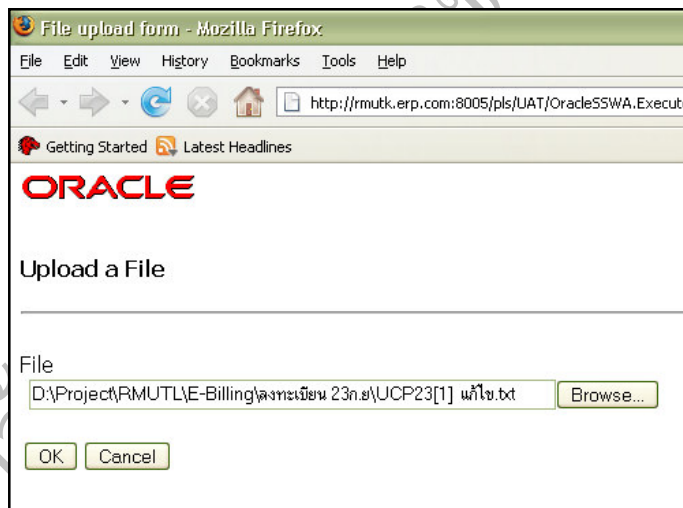 File upload form - Mozilla Firefox
File Edit View History Bookmarks Tools Help
http://rmutk.erp.com:8005/pls/UAT/OracleSSWA.Execut
Getting Started Latest Headlines
ORACLE
Upload a File
File
D:\Project\RMUTL\E-Billing\ลงทะเบียน 23ก.ย\UCP23[1] แก้ไข.txt Browse...
OK Cancel